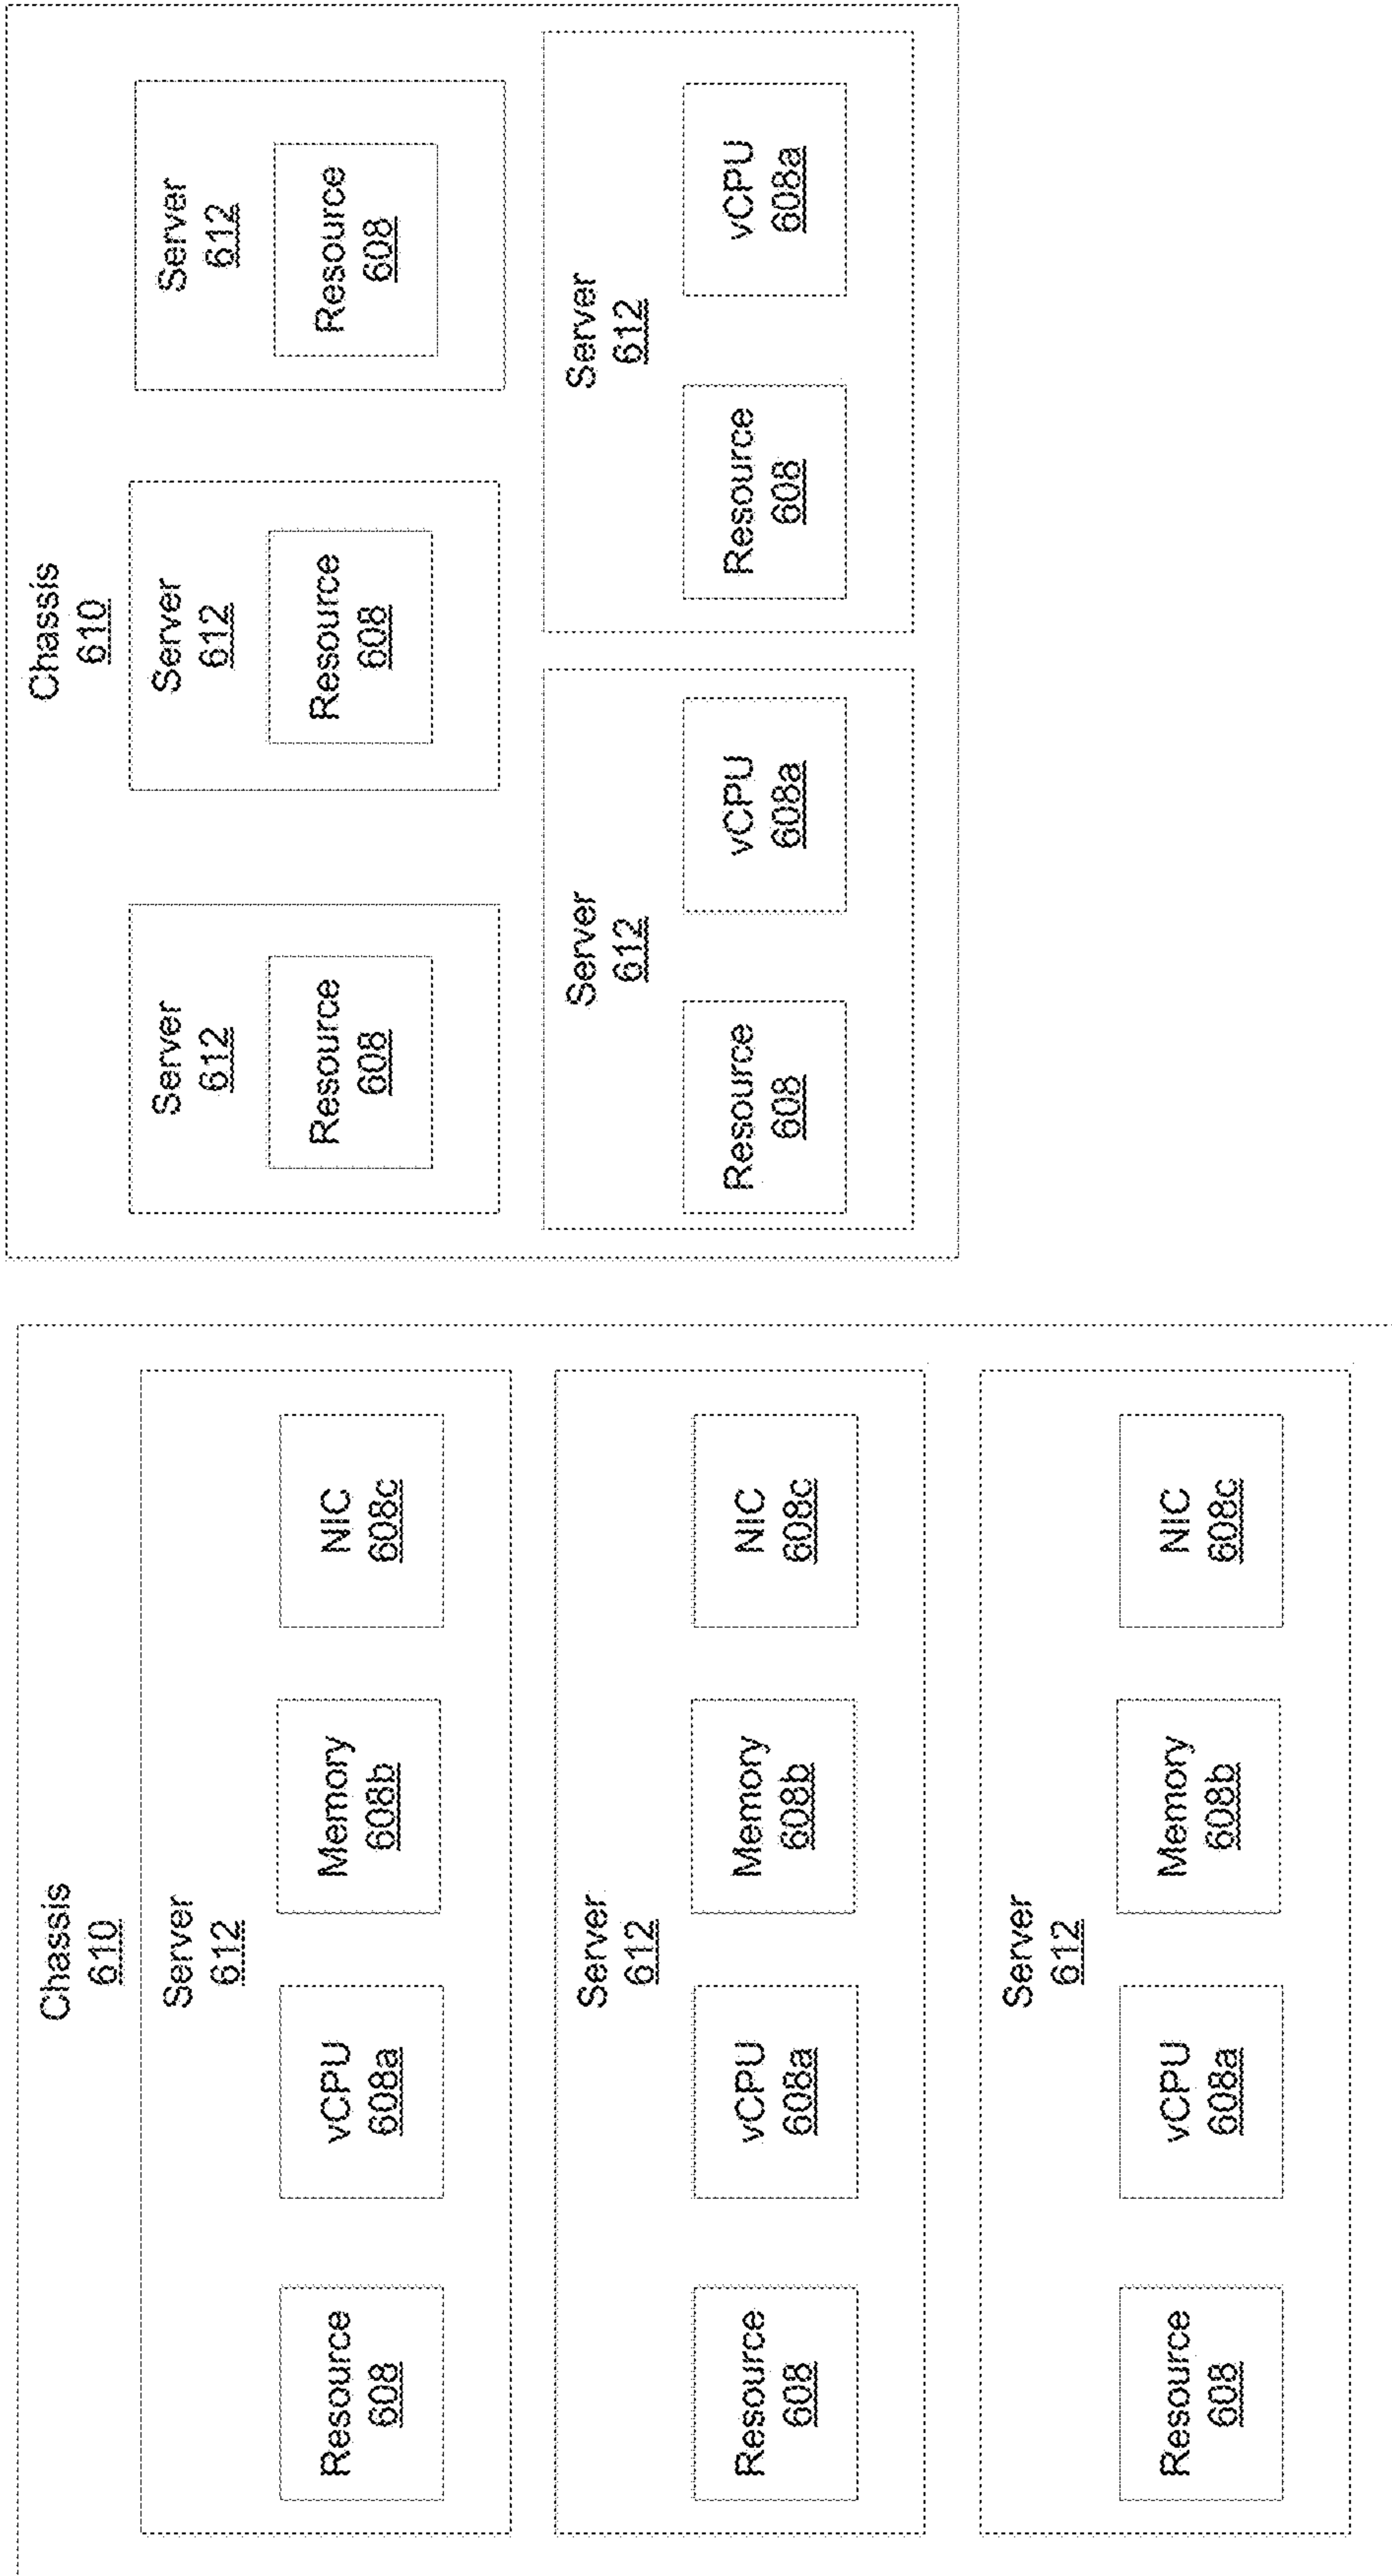 Chassis
610
Server
612
Resource
608
vCPU
608a
Memory
608b
NIC
608c
Server
612
Resource
608
vCPU
608a
Memory
608b
NIC
608c
Server
612
Resource
608
vCPU
608a
Memory
608b
NIC
608c
Chassis
610
Server
612
Resource
608
Server
612
Resource
608
Server
612
Resource
608
Server
612
Resource
608
vCPU
608a
Server
612
Resource
608
vCPU
608a